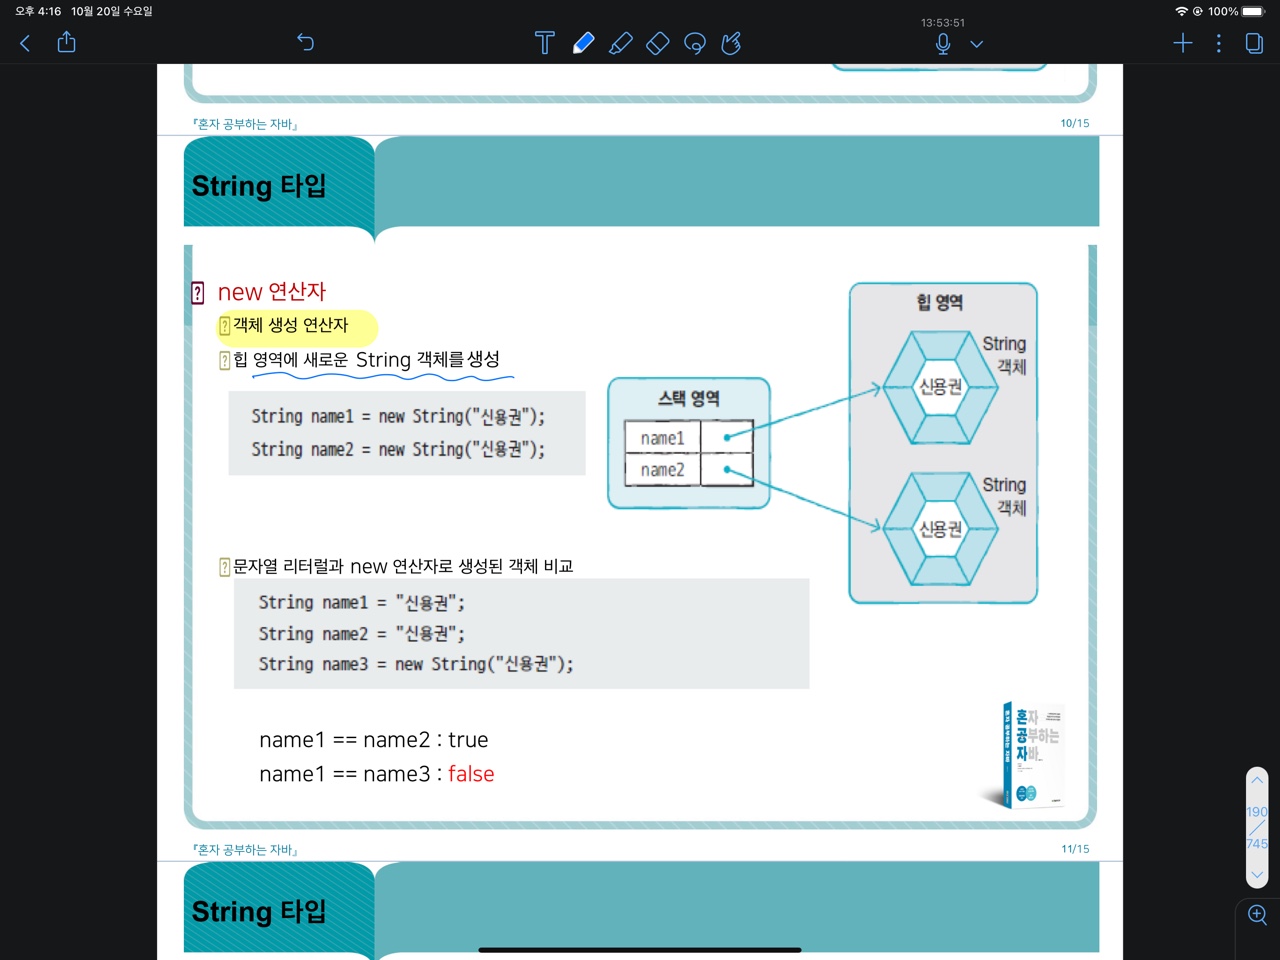 오후 4:16 10월 20일 수요일
100%
13:53:51
『혼자 공부하는 자바』
10/15
String 타입
new 연산자
객체 생성 연산자
힙 영역에 새로운 String 객체를 생성
String name1 = new String("신용권");
String name2 = new String("신용권");
스택 영역
name1
name2
힙 영역
String
객체
신용권
String
객체
신용권
문자열 리터럴과 new 연산자로 생성된 객체 비교
String name1 = "신용권";
String name2 = "신용권";
String name3 = new String("신용권");
name1 == name2 : true
name1 == name3 : false
혼자
공부하는
자바
『혼자 공부하는 자바』
11/15
190
745
String 타입